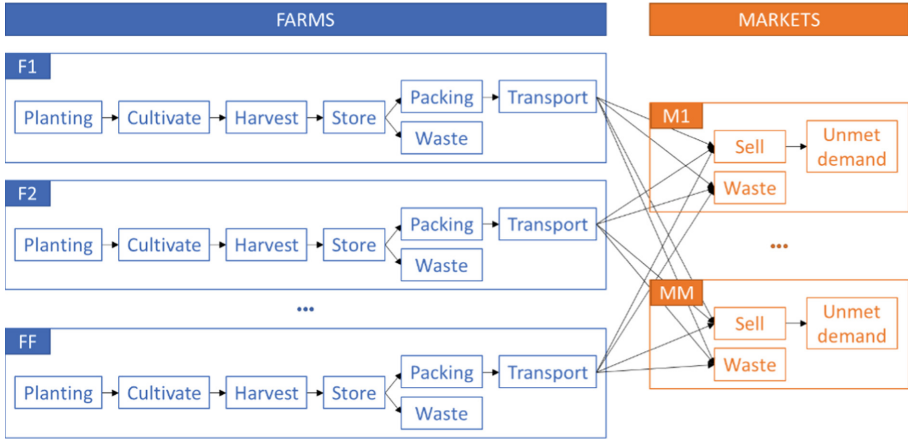 FARMS
MARKETS
F1
Planting
Cultivate
Harvest
Store
Packing
Transport
Waste
F2
Planting
Cultivate
Harvest
Store
Packing
Transport
Waste
...
FF
Planting
Cultivate
Harvest
Store
Packing
Transport
Waste
M1
Sell
Unmet
demand
Waste
...
MM
Sell
Unmet
demand
Waste